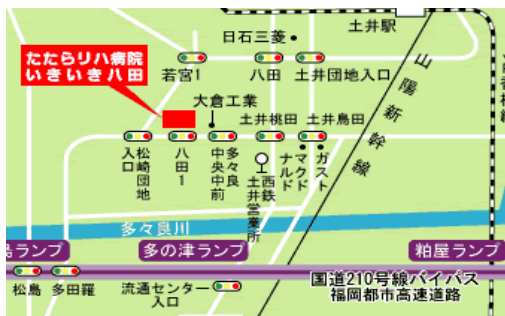 土井駅
日石三菱
たたらリハ病院
いきいき八田
若宮1
八田
土井団地入口
山陽新幹線
大倉工業
土井桃田
土井鳥田
松崎団地
入口
八田1
多々良
中央中前
西鉄
土井営業所
マクド
ナルド
ガスト
多々良川
島ランプ
多の津ランプ
粕屋ランプ
松島
多田羅
流通センター
入口
国道210号線バイパス
福岡都市高速道路